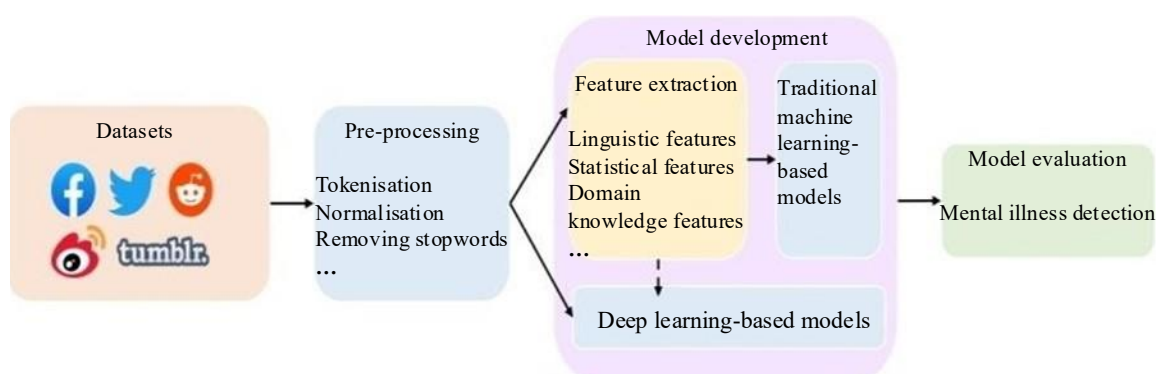 Datasets
tumblr.
Pre-processing
Tokenisation
Normalisation
Removing stopwords
...
Model development
Feature extraction
Linguistic features
Statistical features
Domain
knowledge features
...
Traditional
machine
learning-
based
models
Deep learning-based models
Model evaluation
Mental illness detection